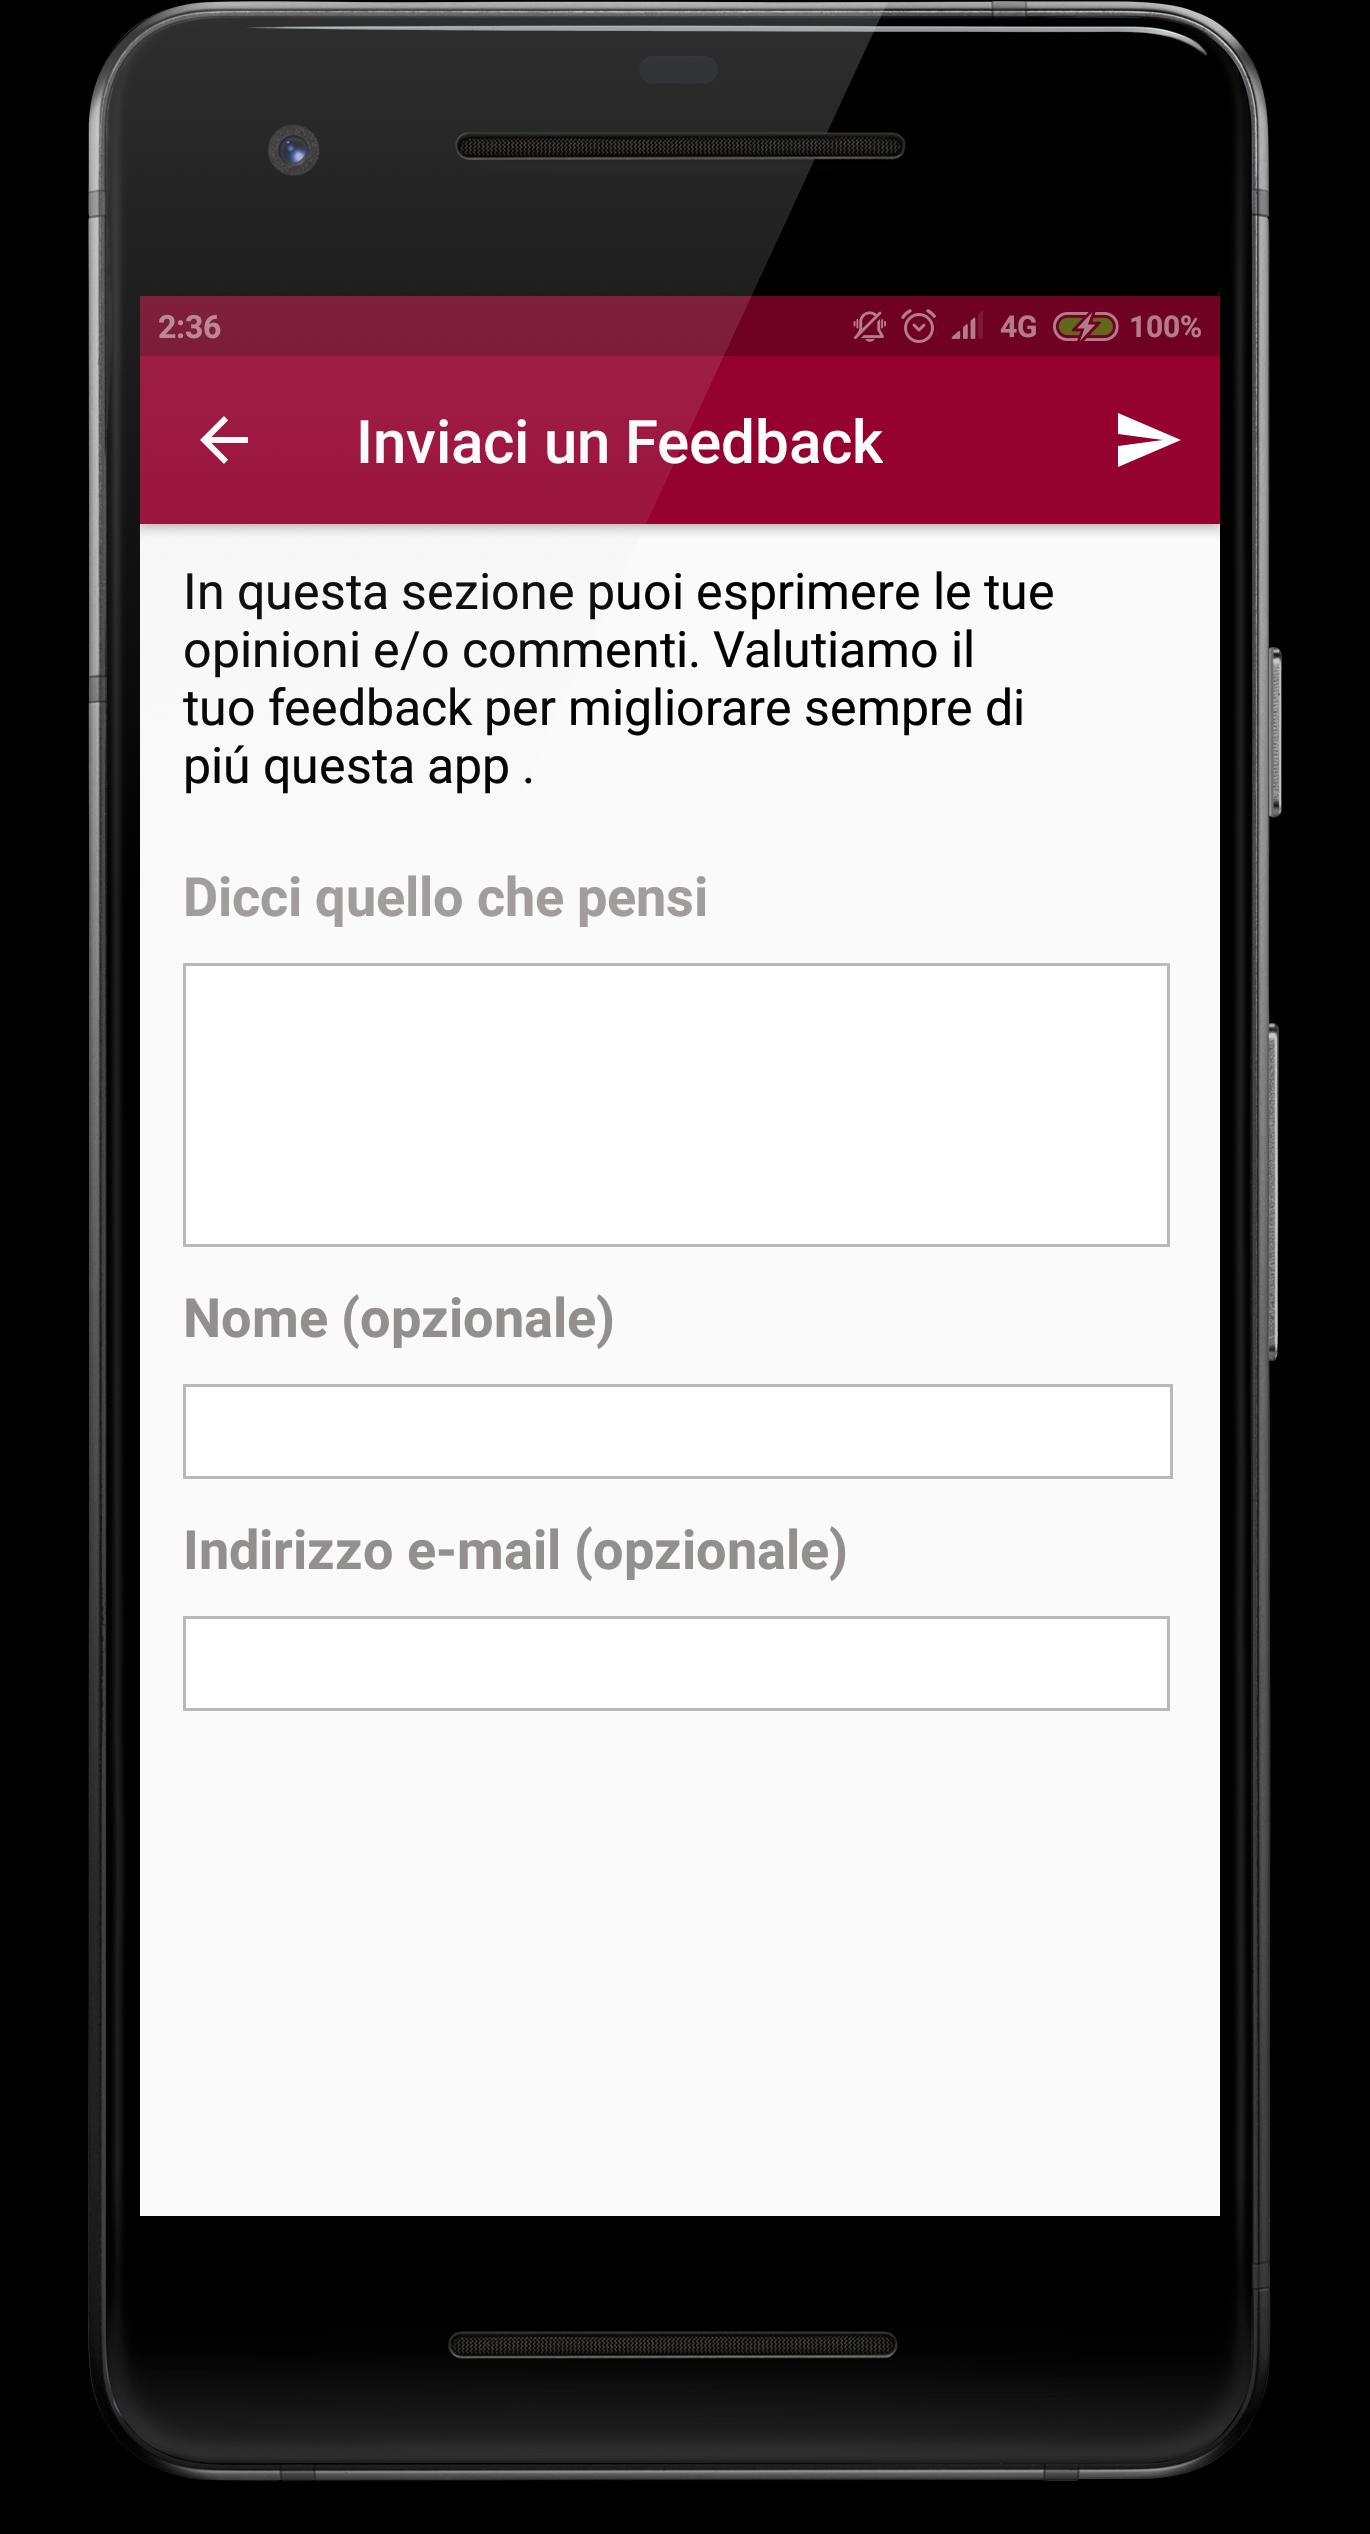 2:36 4G 100%
Inviaci un Feedback
In questa sezione puoi esprimere le tue
opinioni e/o commenti. Valutiamo il
tuo feedback per migliorare sempre di
piú questa app .
Dicci quello che pensi
Nome (opzionale)
Indirizzo e-mail (opzionale)